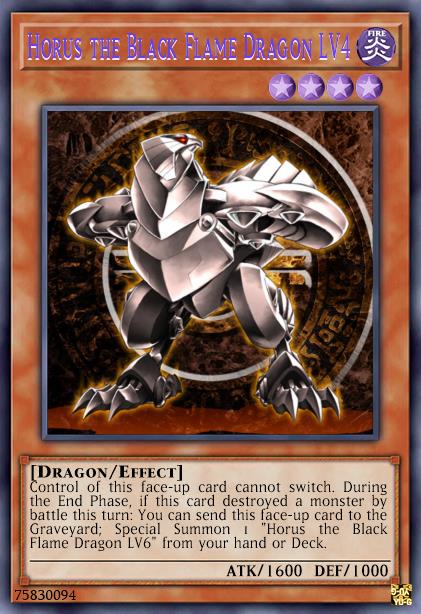 HORUS THE BLACK FLAME DRAGON LV4
FIRE
炎
[DRAGON/EFFECT]
Control of this face-up card cannot switch. During
the End Phase, if this card destroyed a monster by
battle this turn: You can send this face-up card to the
Graveyard; Special Summon 1 "Horus the Black
Flame Dragon LV6" from your hand or Deck.
ATK/1600 DEF/1000
75830094